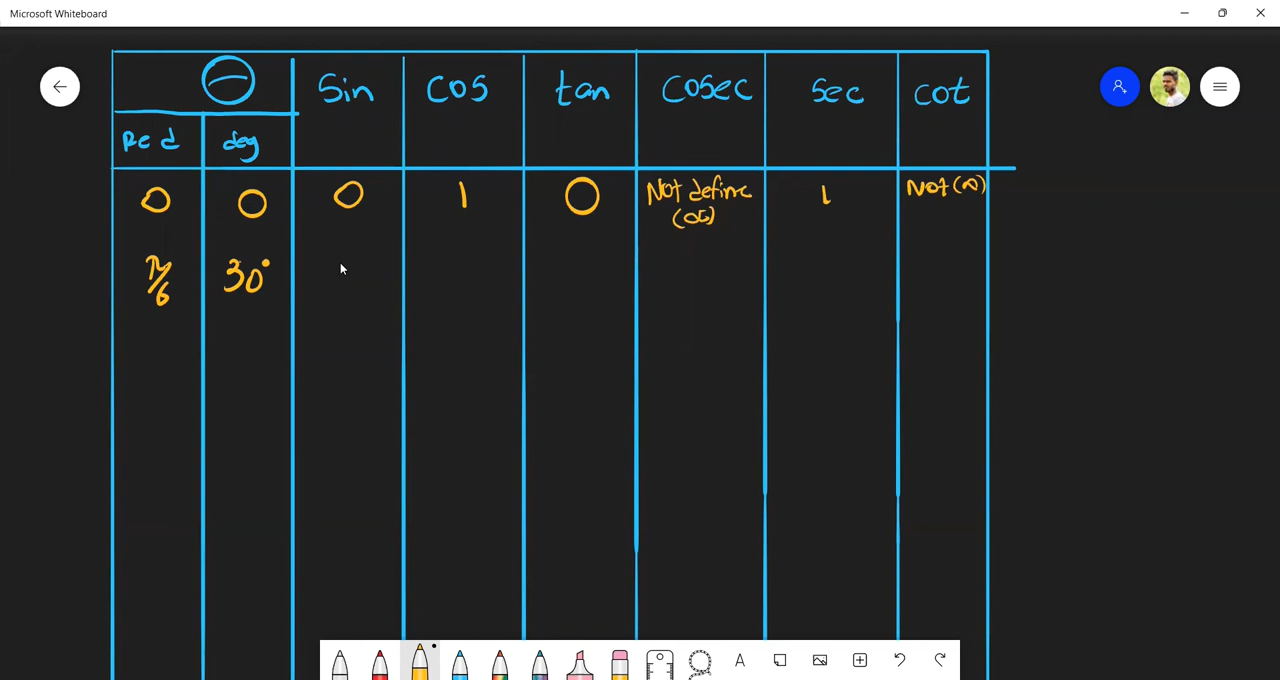 Microsoft Whiteboard
θ Sin cos tan Cosec Sec cot
Red deg
0 0 0 1 0 Not define 1 Not (∞)
(∞)
π/6 30°
A